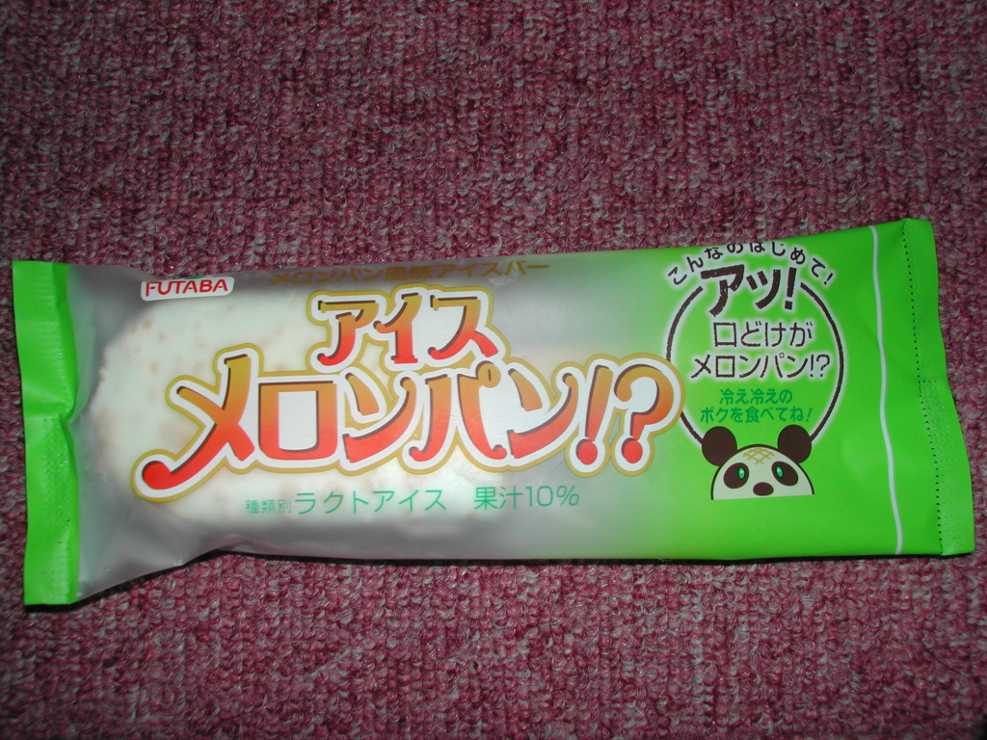 FUTABA
メロンパン風味アイスバー
アイス
メロンパン!?
種類別ラクトアイス 果汁10%
こんなのはじめて!
アッ!
口どけが
メロンパン!?
冷え冷えの
ボクを食べてね!